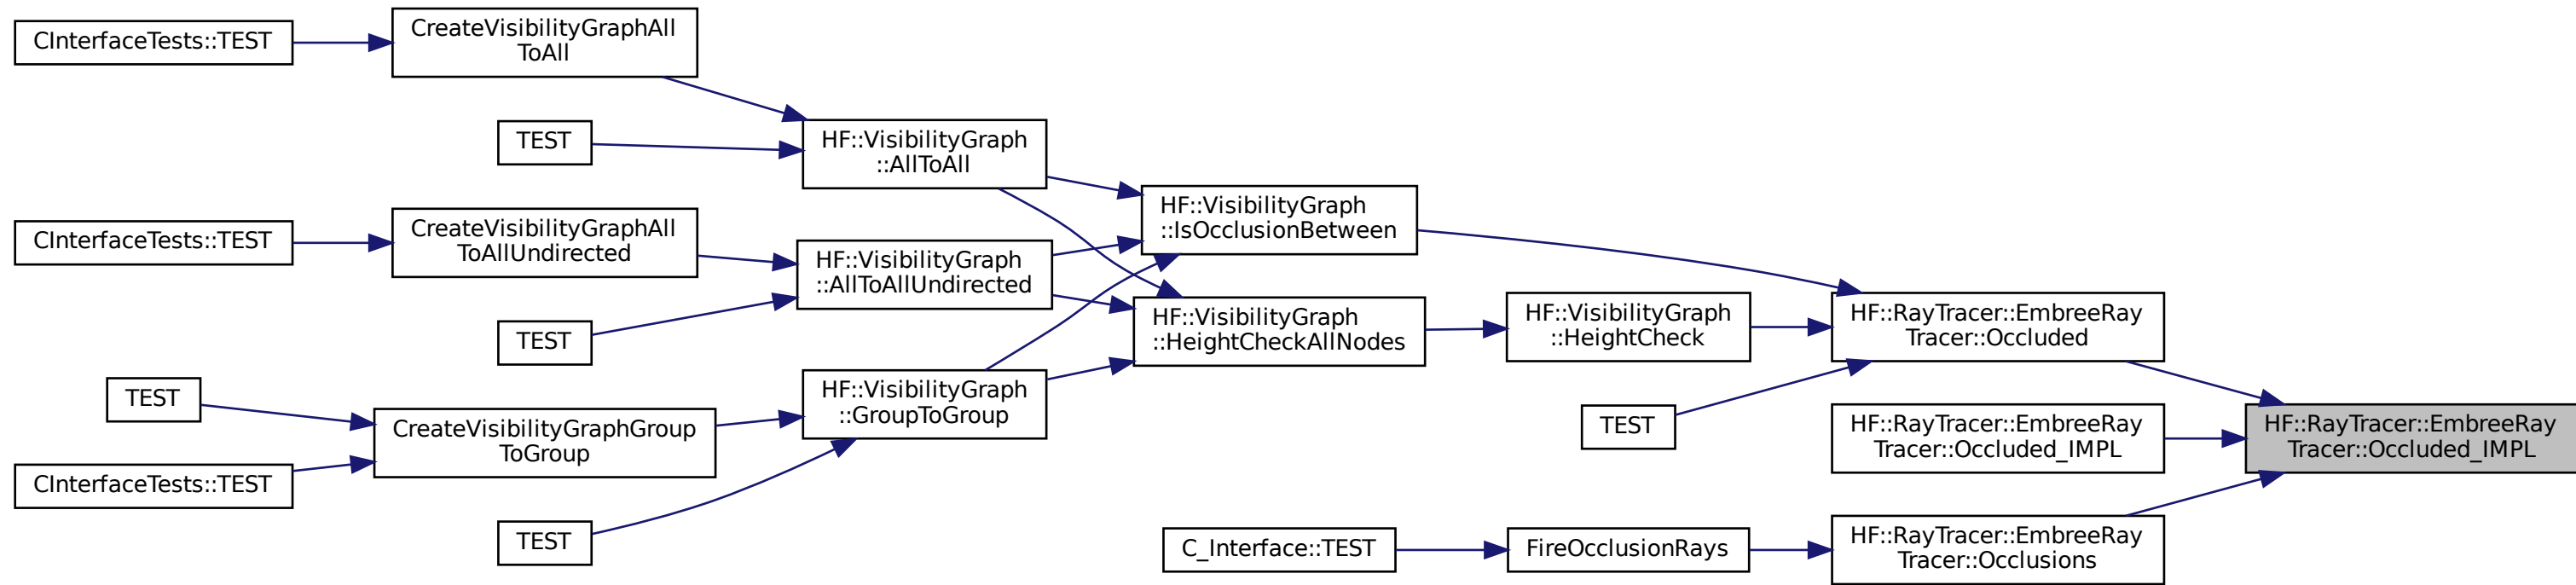 CInterfaceTests::TEST
CreateVisibilityGraphAll
ToAll
TEST
HF::VisibilityGraph
::AllToAll
CInterfaceTests::TEST
CreateVisibilityGraphAll
ToAllUndirected
TEST
HF::VisibilityGraph
::AllToAllUndirected
HF::VisibilityGraph
::IsOcclusionBetween
TEST
CInterfaceTests::TEST
CreateVisibilityGraphGroup
ToGroup
TEST
HF::VisibilityGraph
::GroupToGroup
HF::VisibilityGraph
::HeightCheckAllNodes
HF::VisibilityGraph
::HeightCheck
HF::RayTracer::EmbreeRay
Tracer::Occluded
TEST
HF::RayTracer::EmbreeRay
Tracer::Occluded_IMPL
HF::RayTracer::EmbreeRay
Tracer::Occluded_IMPL
C_Interface::TEST
FireOcclusionRays
HF::RayTracer::EmbreeRay
Tracer::Occlusions